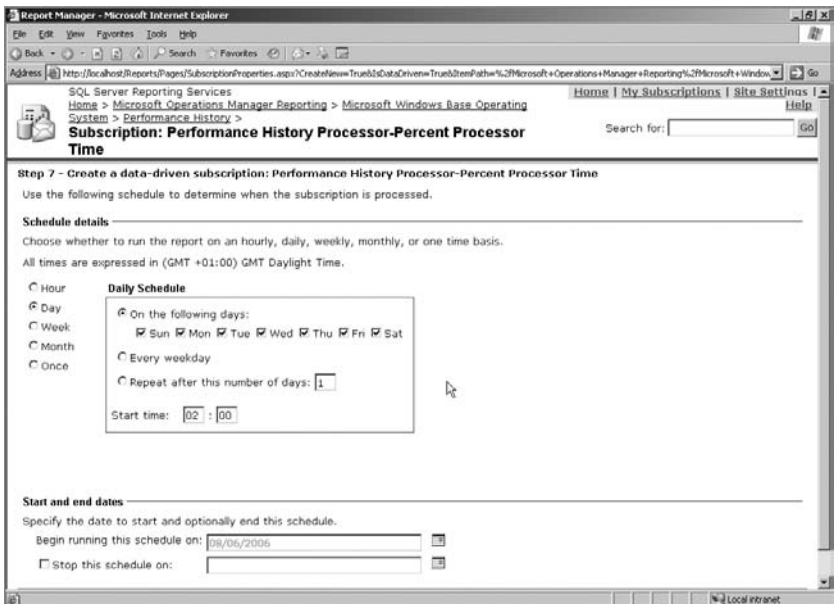 Report Manager - Microsoft Internet Explorer
File Edit View Favorites Tools Help
Back Search Favorites
Address http://localhost/Reports/Pages/SubscriptionProperties.aspx?CreateNew=True&IsDataDriven=True&ItemPath=%2fMicrosoft+Operations+Manager+Reporting%2fMicrosoft+Window Go
SQL Server Reporting Services
Home | My Subscriptions | Site Settings |
Help
Home > Microsoft Operations Manager Reporting > Microsoft Windows Base Operating
System > Performance History >
Subscription: Performance History Processor-Percent Processor
Time
Search for: Go
Step 7 - Create a data-driven subscription: Performance History Processor-Percent Processor Time
Use the following schedule to determine when the subscription is processed.
Schedule details
Choose whether to run the report on an hourly, daily, weekly, monthly, or one time basis.
All times are expressed in (GMT +01:00) GMT Daylight Time.
Hour
Day
Week
Month
Once
Daily Schedule
On the following days:
Sun Mon Tue Wed Thu Fri Sat
Every weekday
Repeat after this number of days: 1
Start time: 02 : 00
Start and end dates
Specify the date to start and optionally end this schedule.
Begin running this schedule on: 08/06/2006
Stop this schedule on:
Local intranet